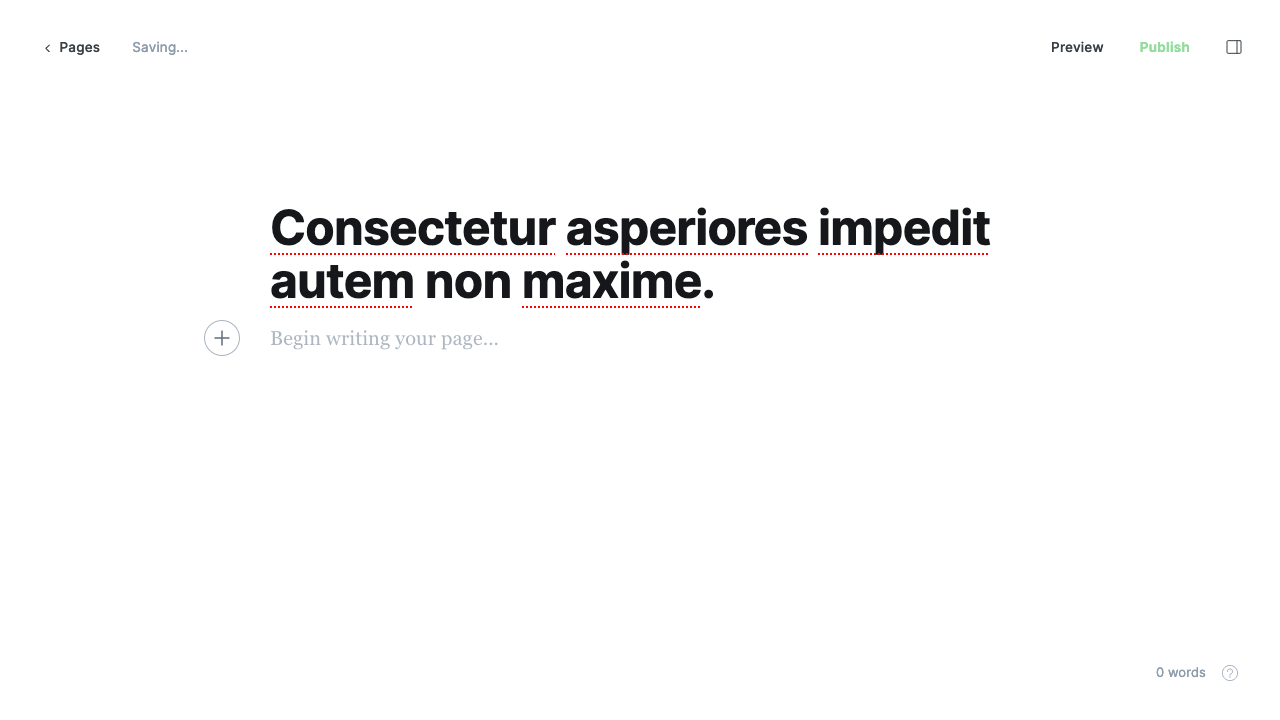 Pages
Saving...
Preview
Publish
Consectetur asperiores impedit
autem non maxime.
Begin writing your page...
0 words
?